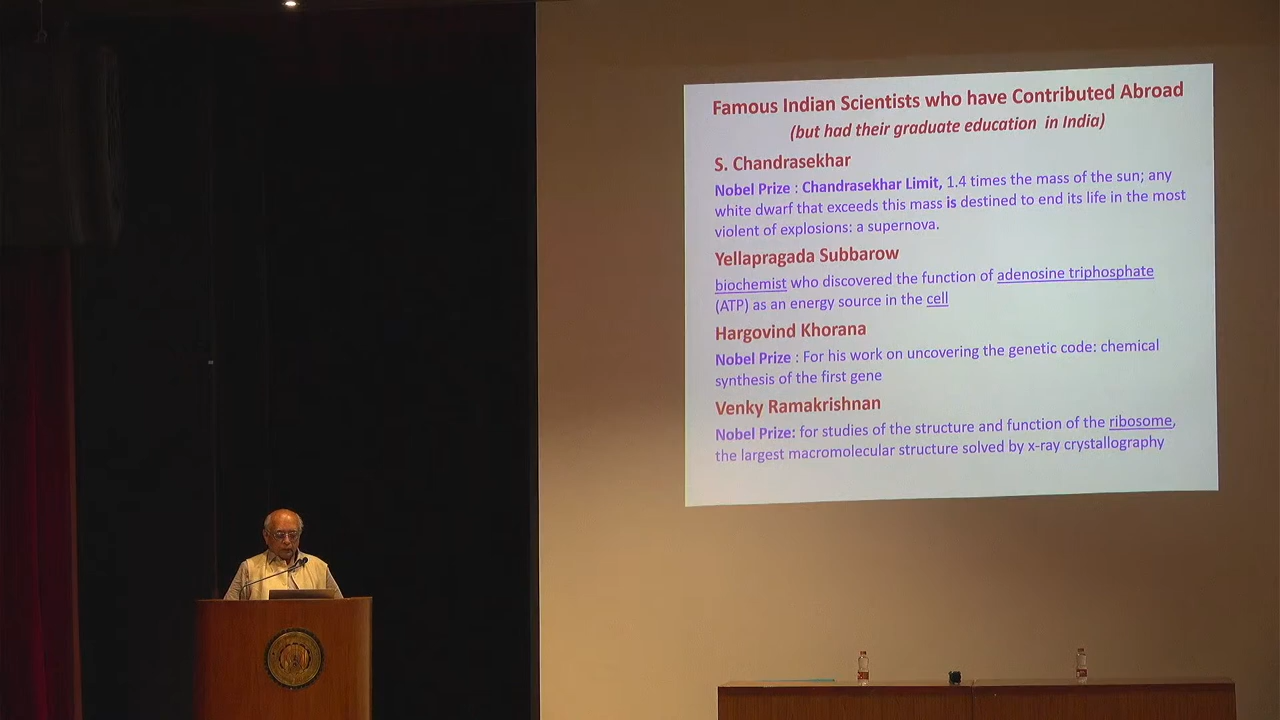 Famous Indian Scientists who have Contributed Abroad
(but had their graduate education in India)
S. Chandrasekhar
Nobel Prize : Chandrasekhar Limit, 1.4 times the mass of the sun; any
white dwarf that exceeds this mass is destined to end its life in the most
violent of explosions: a supernova.
Yellapragada Subbarow
biochemist who discovered the function of adenosine triphosphate
(ATP) as an energy source in the cell
Hargovind Khorana
Nobel Prize : For his work on uncovering the genetic code: chemical
synthesis of the first gene
Venky Ramakrishnan
Nobel Prize: for studies of the structure and function of the ribosome,
the largest macromolecular structure solved by x-ray crystallography